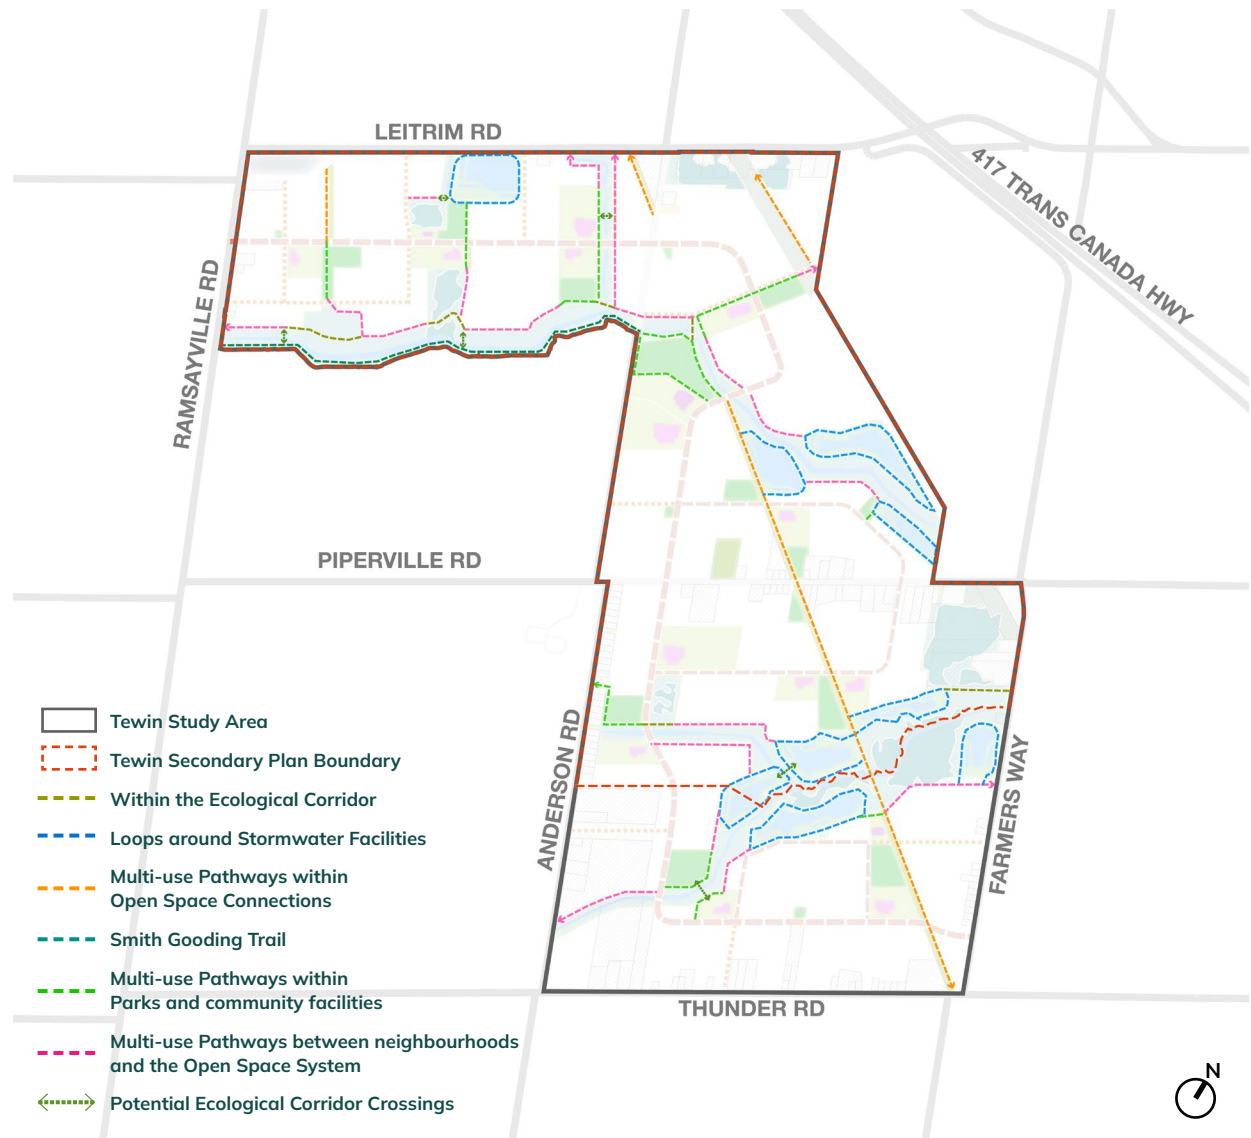 LEITRIM RD
417 TRANS CANADA HWY
RAMSAYVILLE RD
PIPERVILLE RD
ANDERSON RD
FARMERS WAY
THUNDER RD
Tewin Study Area
Tewin Secondary Plan Boundary
Within the Ecological Corridor
Loops around Stormwater Facilities
Multi-use Pathways within
Open Space Connections
Smith Gooding Trail
Multi-use Pathways within
Parks and community facilities
Multi-use Pathways between neighbourhoods
and the Open Space System
Potential Ecological Corridor Crossings
N